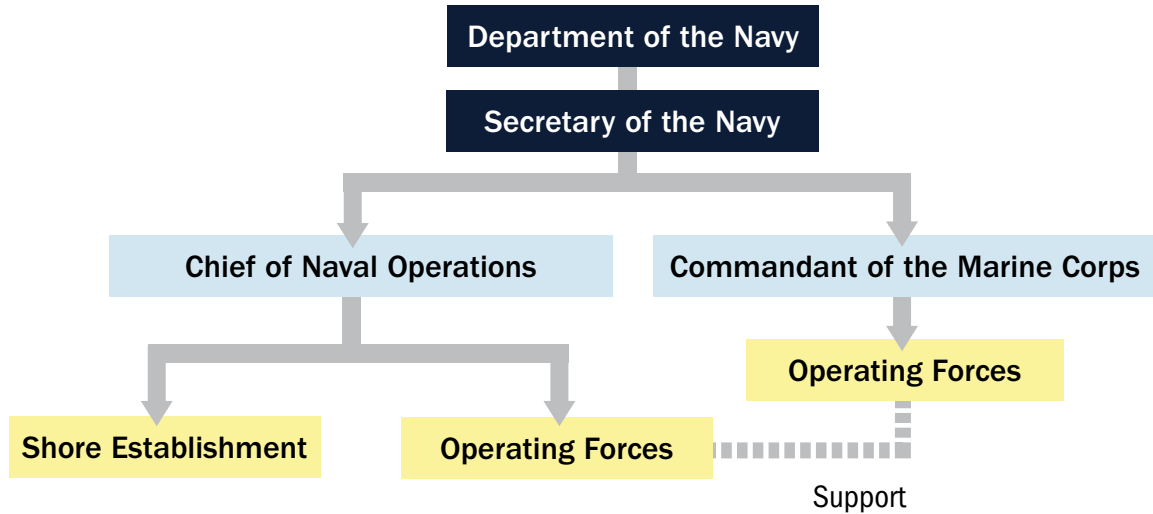 Department of the Navy
Secretary of the Navy
Chief of Naval Operations
Commandant of the Marine Corps
Operating Forces
Shore Establishment
Operating Forces
Support